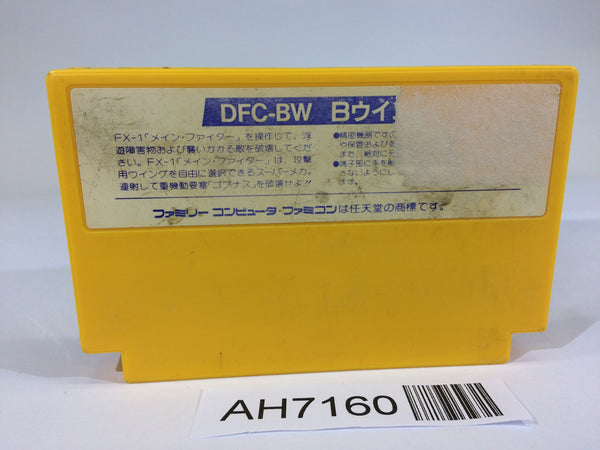 DFC-BW Bウイ
FX-1「メイン・ファイター」を操作して、浮
遊障害物および襲いかかる敵を破壊してくだ
さい。FX-1「メイン・ファイター」は、攻撃
用ウイングを自由に選択できるスーパーメカ。
連射して重機動要塞「ゴブナス」を破壊せよ!!
●精密機器ですの
や保管および強
また、絶対に
●端子部に手を触
さないようにし
ファミリーコンピュータ・ファミコンは任天堂の商標です。
AH7160